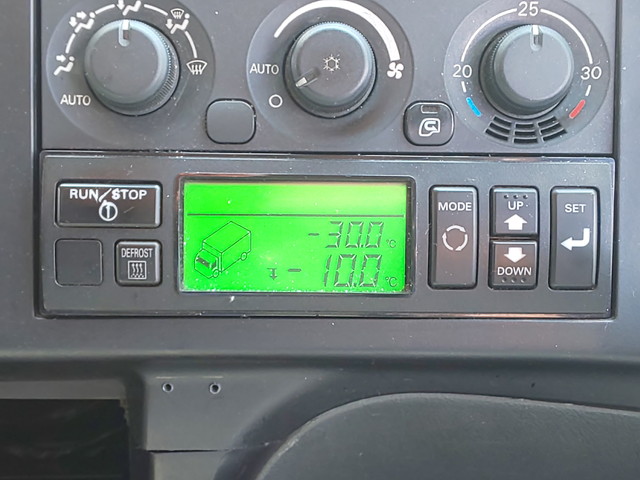 25
AUTO
20
30
AUTO
RUN/STOP
MODE
UP
SET
-30.0 °C
DEFROST
-10.0 °C
DOWN